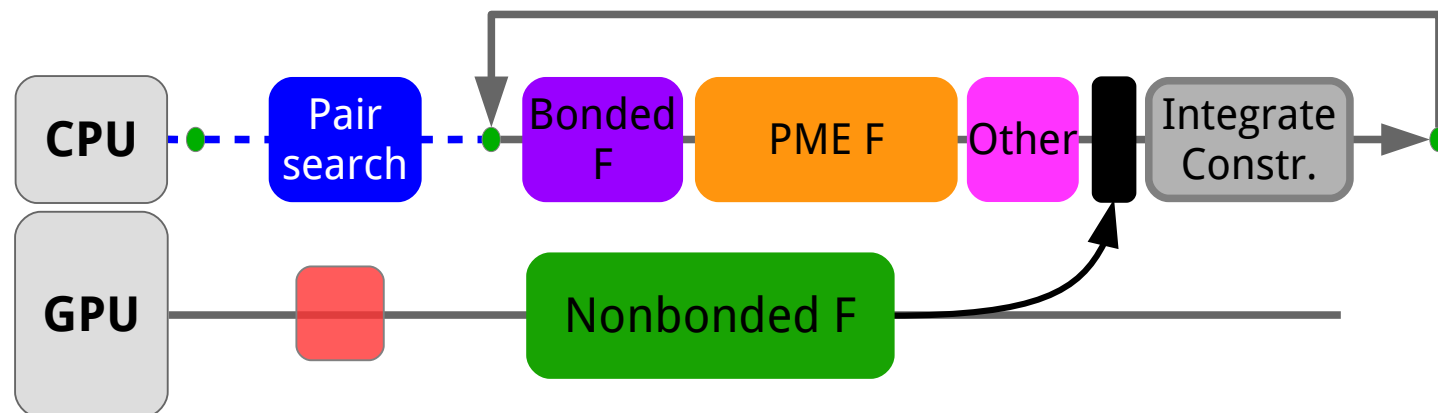 CPU
Pair
search
Bonded
F
PME F
Other
Integrate
Constr.
GPU
Nonbonded F